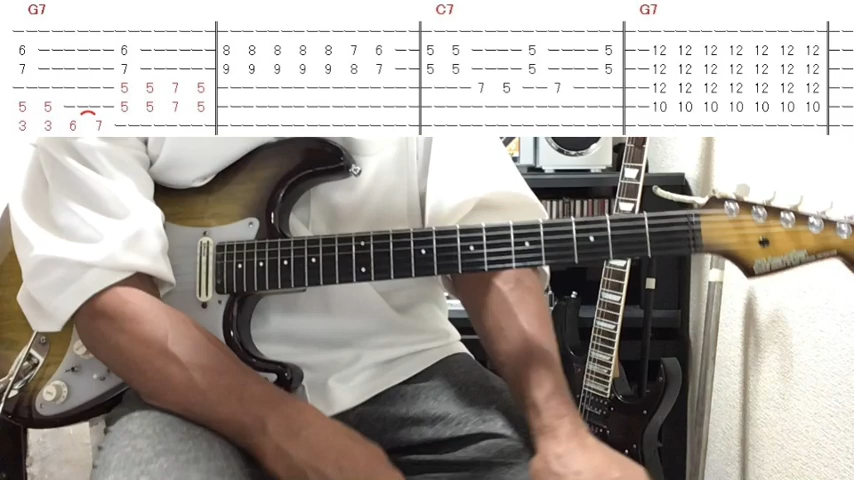 G7 C7 G7
6 6 8 8 8 8 8 7 6 5 5 5 5 12 12 12 12 12 12 12
7 7 9 9 9 9 9 8 7 5 5 5 5 12 12 12 12 12 12 12
5 5 7 5 7 5 7 12 12 12 12 12 12 12
5 5 5 5 7 5 10 10 10 10 10 10 10
3 3 6 7